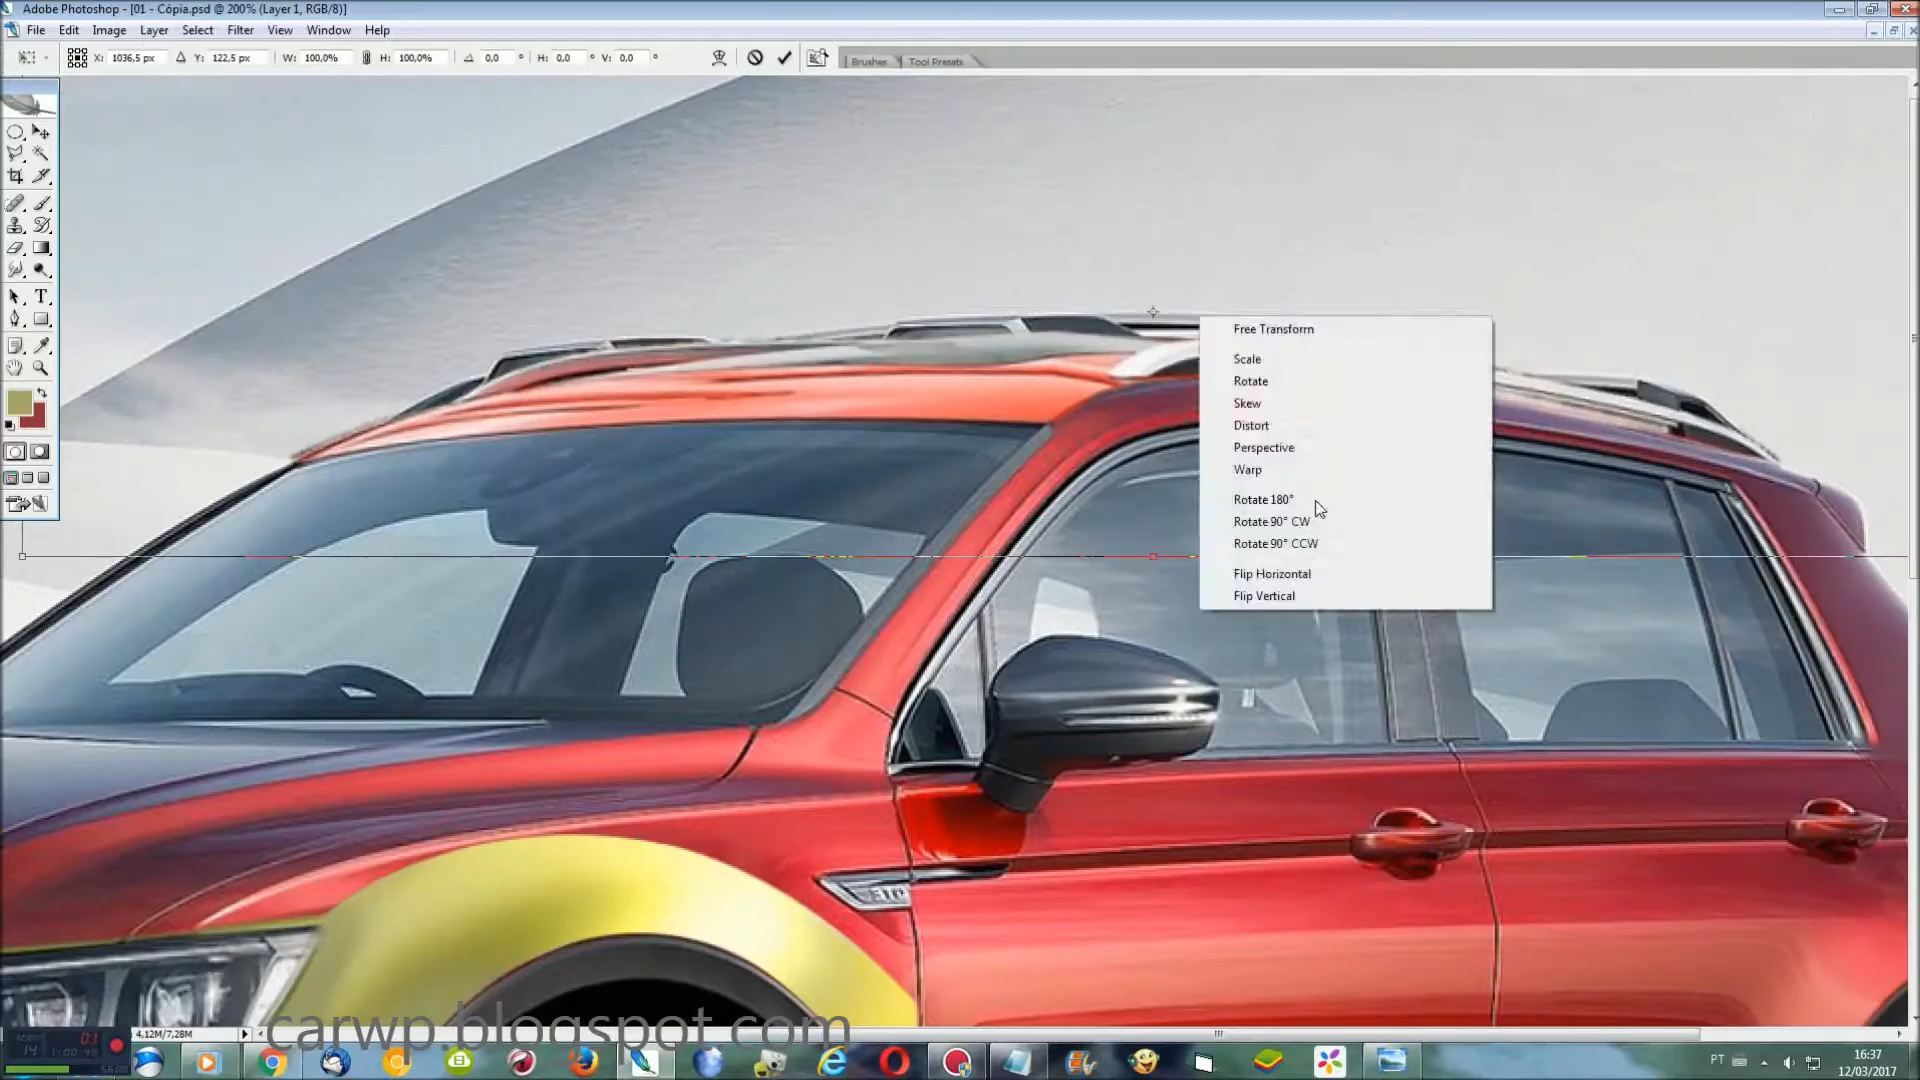 Adobe Photoshop - [01 - Cópia.psd @ 200% (Layer 1, RGB/8)]
File Edit Image Layer Select Filter View Window Help
X: 1036,5 px Y: 122,5 px W: 100,0% H: 100,0% 0,0 ° H: 0,0 ° V: 0,0 °
Brushes Tool Presets
Free Transform
Scale
Rotate
Skew
Distort
Perspective
Warp
Rotate 180°
Rotate 90° CW
Rotate 90° CCW
Flip Horizontal
Flip Vertical
4,12M/7,28M
carwp.blogspot.com
PT
16:37
12/03/2017